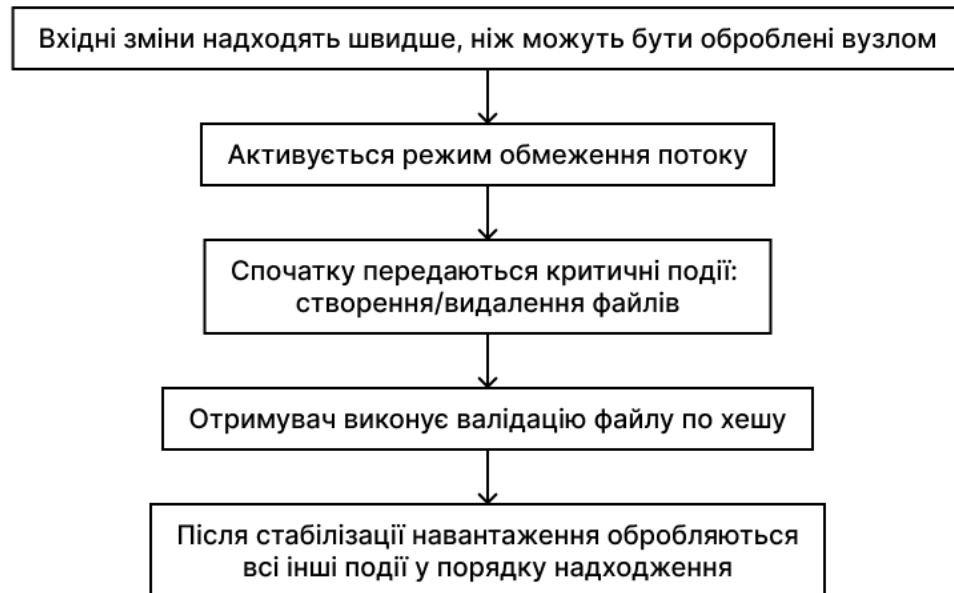 Вхідні зміни надходять швидше, ніж можуть бути оброблені вузлом
Активується режим обмеження потоку
Спочатку передаються критичні події:
створення/видалення файлів
Отримувач виконує валідацію файлу по хешу
Після стабілізації навантаження обробляються
всі інші події у порядку надходження